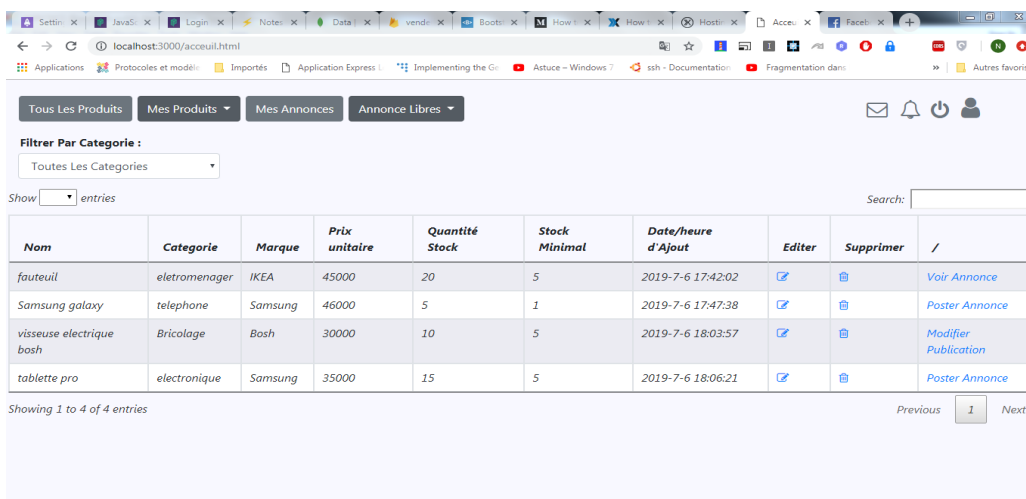 Settin JavaSc Login Notes Data vende Bootst How t How t Hostin Acceu Faceb
localhost:3000/acceuil.html
Applications Protocoles et modèle Importés Application Express L Implementing the Ge Astuce – Windows 7 ssh - Documentation Fragmentation dans » Autres favoris
Tous Les Produits Mes Produits Mes Annonces Annonce Libres
Filtrer Par Categorie :
Toutes Les Categories
Show entries Search:
Prix Quantité Stock Date/heure
Nom Categorie Marque unitaire Stock Minimal d'Ajout Editer Supprimer /
fauteuil eletromenager IKEA 45000 20 5 2019-7-6 17:42:02 Voir Annonce
Samsung galaxy telephone Samsung 46000 5 1 2019-7-6 17:47:38 Poster Annonce
visseuse electrique Bricolage Bosh 30000 10 5 2019-7-6 18:03:57 Modifier
bosh Publication
tablette pro electronique Samsung 35000 15 5 2019-7-6 18:06:21 Poster Annonce
Showing 1 to 4 of 4 entries Previous 1 Next